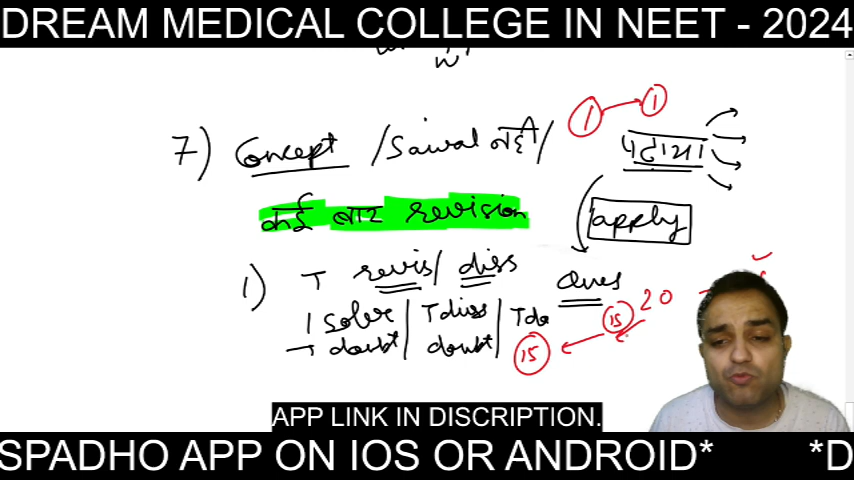 DREAM MEDICAL COLLEGE IN NEET - 2024
7) Concept / Sawal नहीं / 1 → 1
पढ़ाया
कई बार revision
apply
1) T revis / diss Ques
1 solve / T diss / T do 15 20
T doubt / doubt / 15
APP LINK IN DESCRIPTION.
SPADHO APP ON IOS OR ANDROID* *D